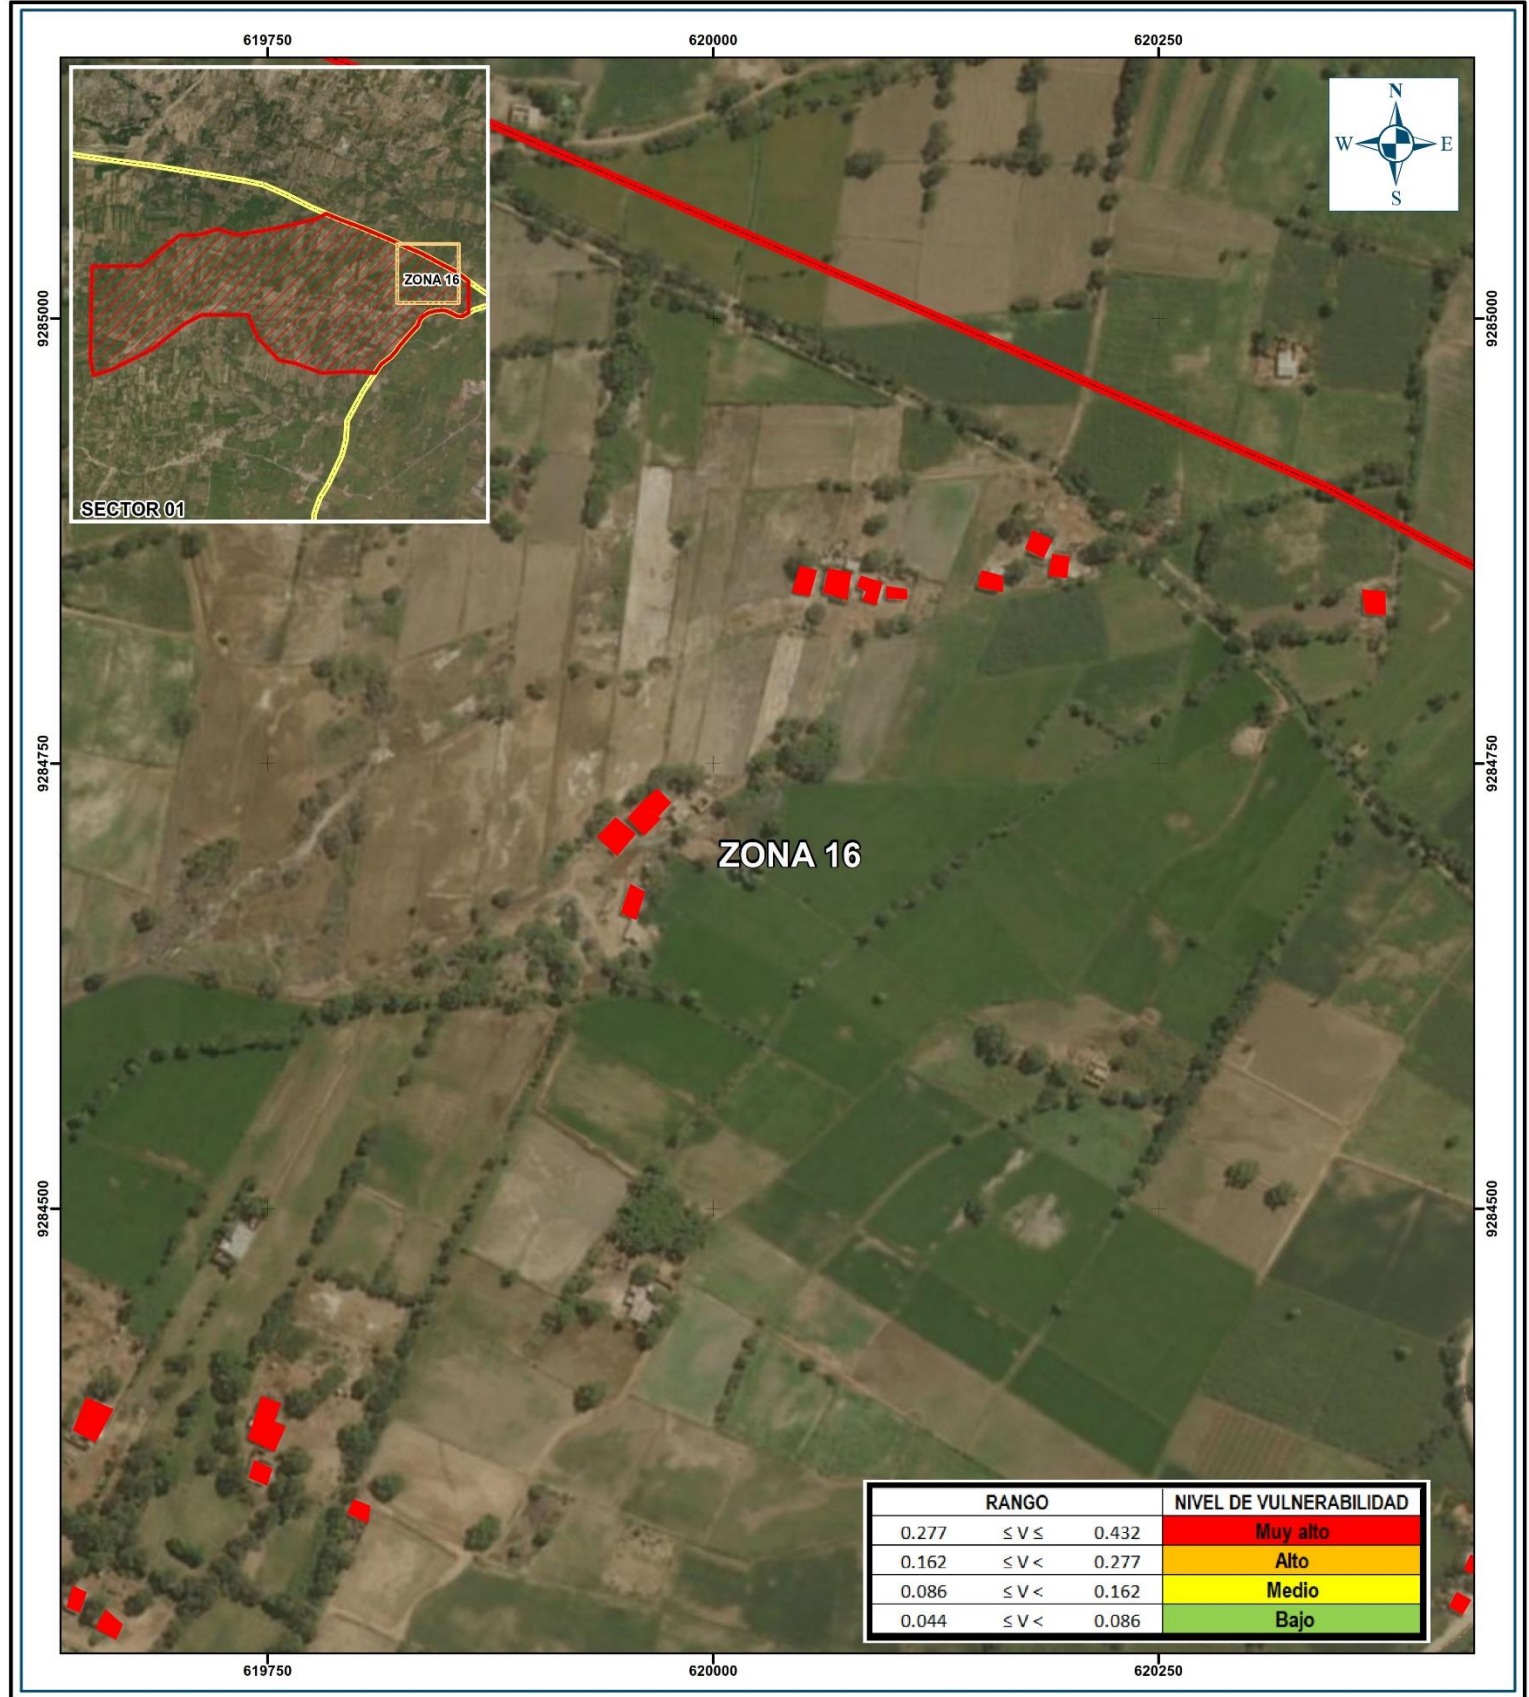 619750 620000 620250
N
W E
S
ZONA 16
SECTOR 01
9285000 9285000
9284750 9284750
ZONA 16
9284500 9284500
RANGO NIVEL DE VULNERABILIDAD
0.277 ≤ V ≤ 0.432 Muy alto
0.162 ≤ V < 0.277 Alto
0.086 ≤ V < 0.162 Medio
0.044 ≤ V < 0.086 Bajo
619750 620000 620250